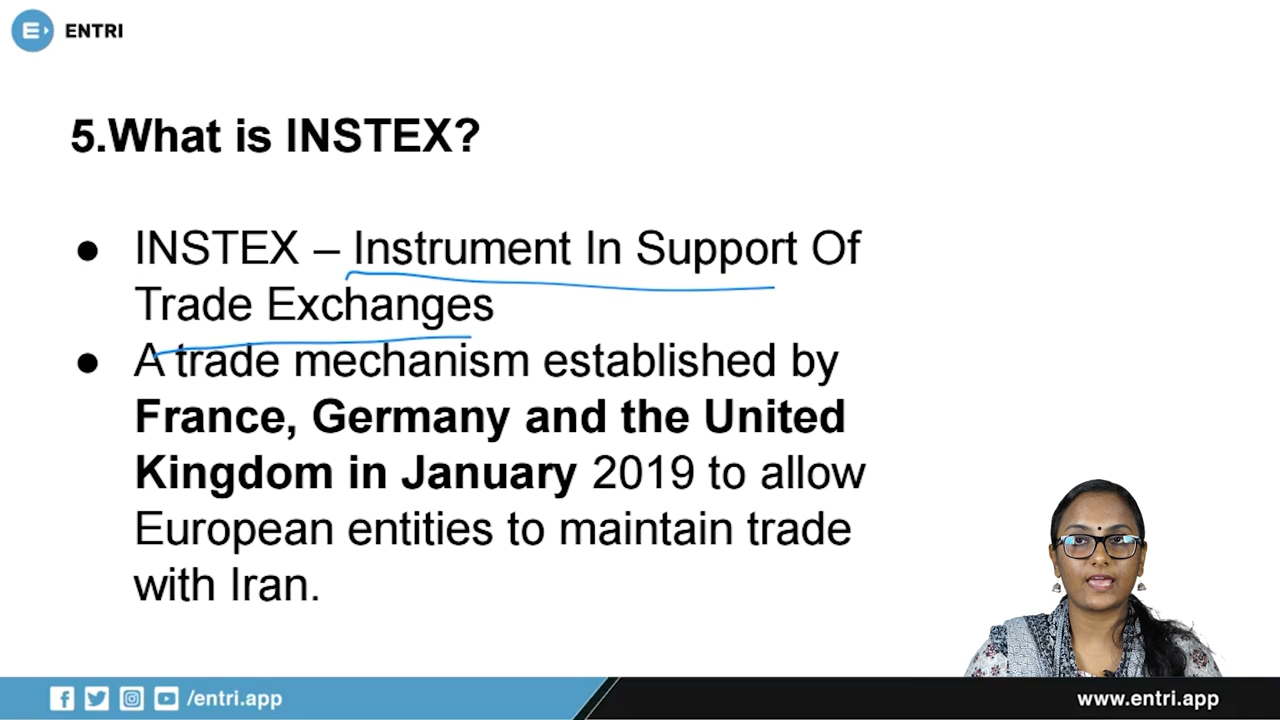 ENTRI
5.What is INSTEX?
● INSTEX – Instrument In Support Of
Trade Exchanges
● A trade mechanism established by
France, Germany and the United
Kingdom in January 2019 to allow
European entities to maintain trade
with Iran.
/entri.app
www.entri.app